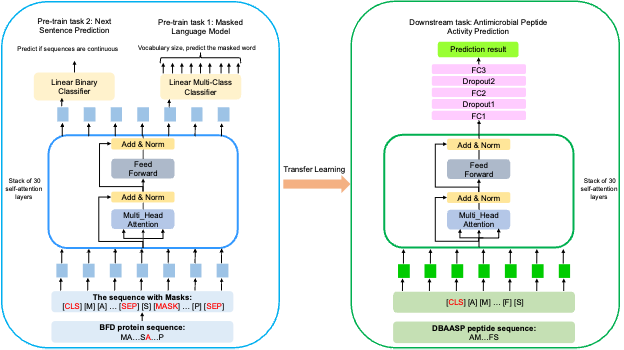 Pre-train task 2: Next
Sentence Prediction
Predict if sequences are continuous
Linear Binary
Classifier
Pre-train task 1: Masked
Language Model
Vocabulary size, predict the masked word
Linear Multi-Class
Classifier
Add & Norm
Feed
Forward
Add & Norm
Multi_Head
Attention
Stack of 30
self-attention
layers
The sequence with Masks:
[CLS] [M] [A] ... [SEP] [S] [MASK] ... [P] [SEP]
BFD protein sequence:
MA...SA...P
Transfer Learning
Downstream task: Antimicrobial Peptide
Activity Prediction
Prediction result
FC3
Dropout2
FC2
Dropout1
FC1
Add & Norm
Feed
Forward
Add & Norm
Multi_Head
Attention
Stack of 30
self-attention
layers
[CLS] [A] [M] ... [F] [S]
DBAASP peptide sequence:
AM...FS